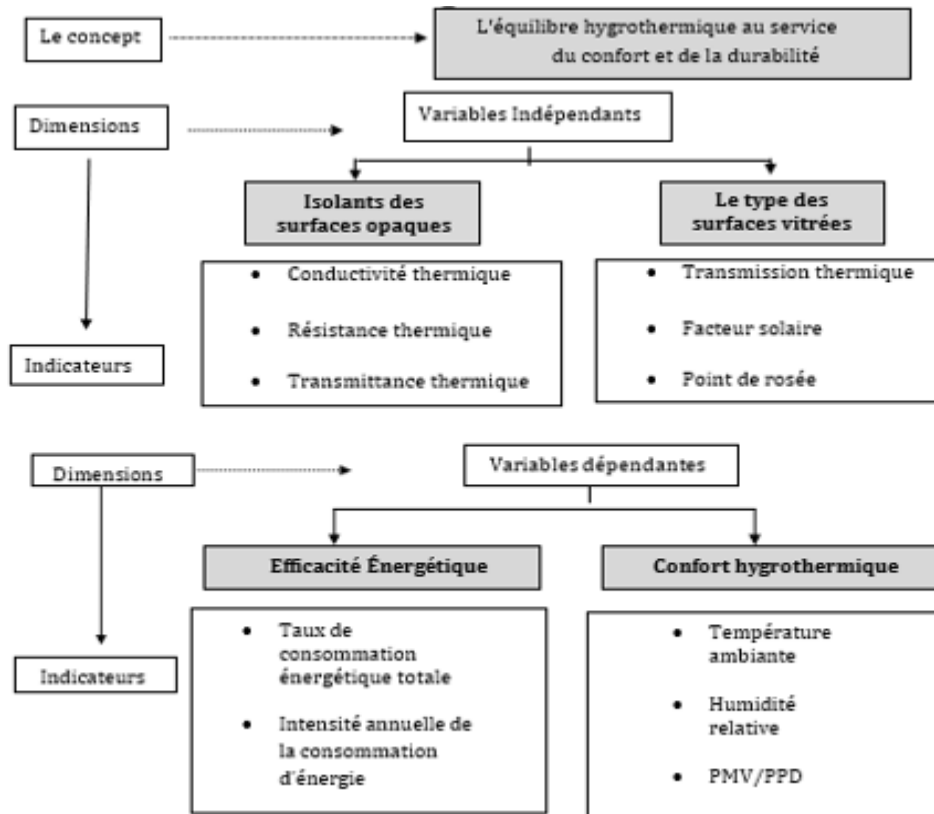 Le concept
L'équilibre hygrothermique au service
du confort et de la durabilité
Dimensions
Variables Indépendants
Isolants des
surfaces opaques
Le type des
surfaces vitrées
Indicateurs
• Conductivité thermique
• Résistance thermique
• Transmittance thermique
• Transmission thermique
• Facteur solaire
• Point de rosée
Dimensions
Variables dépendantes
Efficacité Énergétique
Confort hygrothermique
Indicateurs
• Taux de
consommation
énergétique totale
• Intensité annuelle de
la consommation
d'énergie
• Température
ambiante
• Humidité
relative
• PMV/PPD